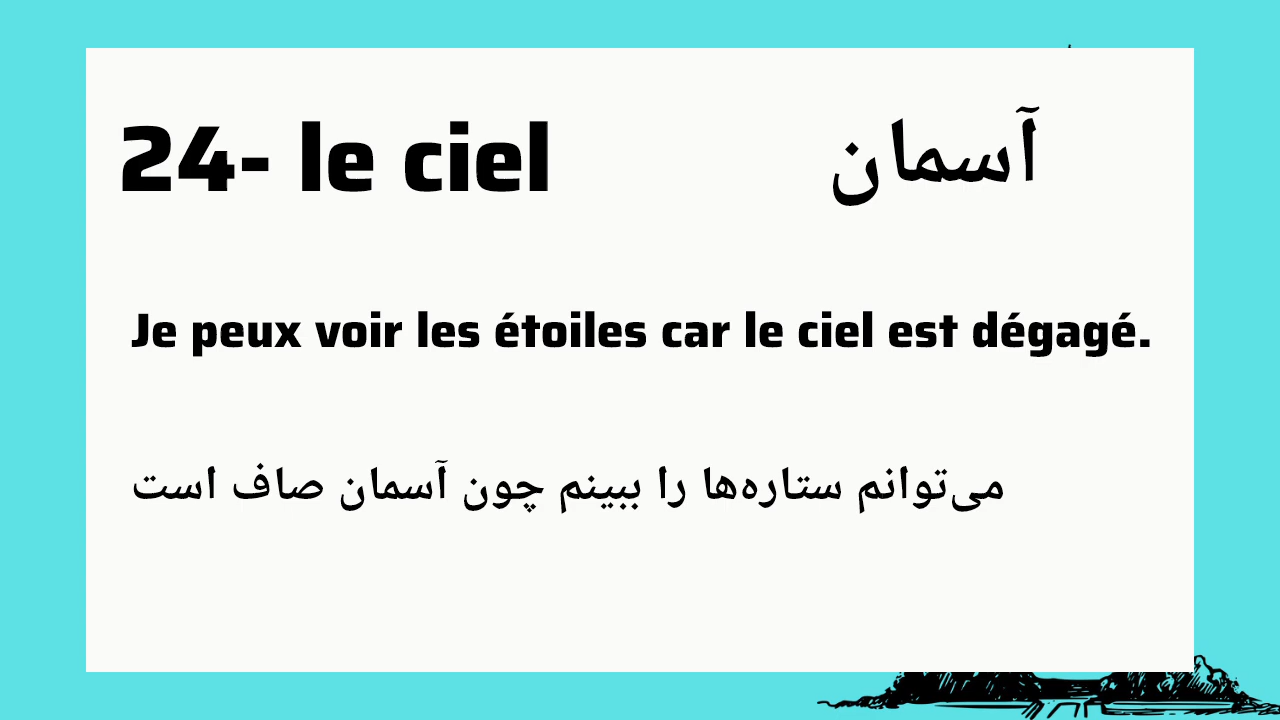 24- le ciel
آسمان
Je peux voir les étoiles car le ciel est dégagé.
می‌توانم ستاره‌ها را ببینم چون آسمان صاف است